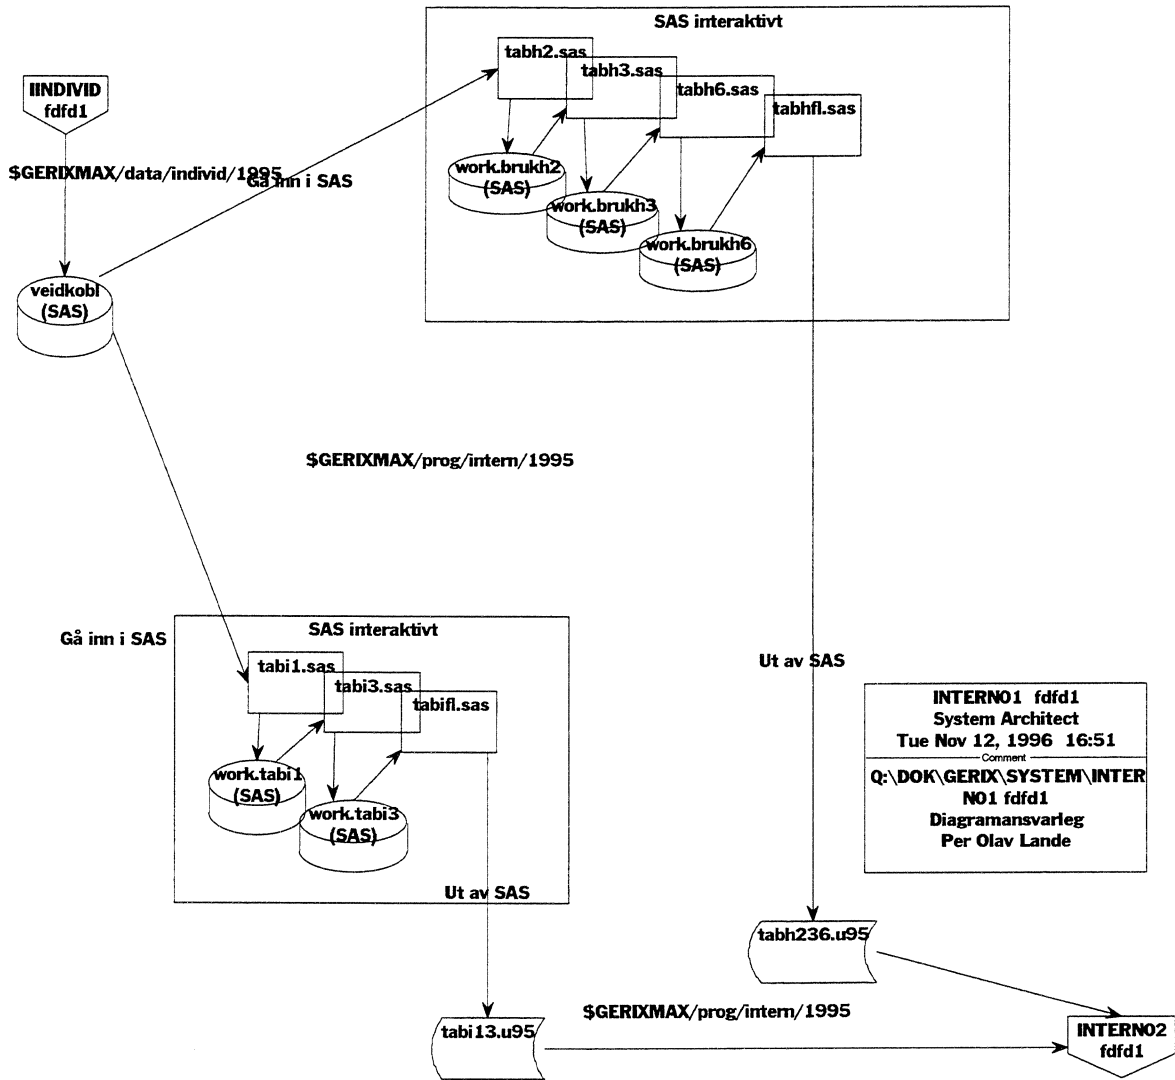 SAS interaktivt
tabh2.sas
tabh3.sas
tabh6.sas
tabhfl.sas
IINDIVID
fdfd1
$GERIXMAX/data/individ/1995
Gå inn i SAS
work.brukh2
(SAS)
work.brukh3
(SAS)
work.brukh6
(SAS)
veidkobl
(SAS)
$GERIXMAX/prog/intern/1995
Gå inn i SAS
SAS interaktivt
tabi1.sas
tabi3.sas
tabifl.sas
work.tabi1
(SAS)
work.tabi3
(SAS)
Ut av SAS
Ut av SAS
INTERNO1 fdfd1
System Architect
Tue Nov 12, 1996 16:51
Comment
Q:\DOK\GERIX\SYSTEM\INTER
NO1 fdfd1
Diagramansvarleg
Per Olav Lande
tabh236.u95
tabi13.u95
$GERIXMAX/prog/intern/1995
INTERNO2
fdfd1